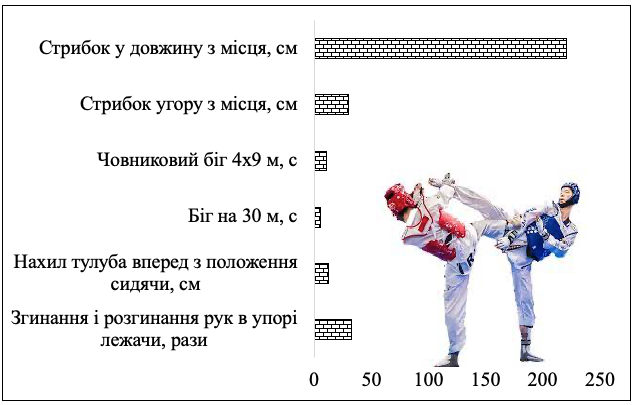 Стрибок у довжину з місця, см
Стрибок угору з місця, см
Човниковий біг 4х9 м, с
Біг на 30 м, с
Нахил тулуба вперед з положення
сидячи, см
Згинання і розгинання рук в упорі
лежачи, рази
0 50 100 150 200 250